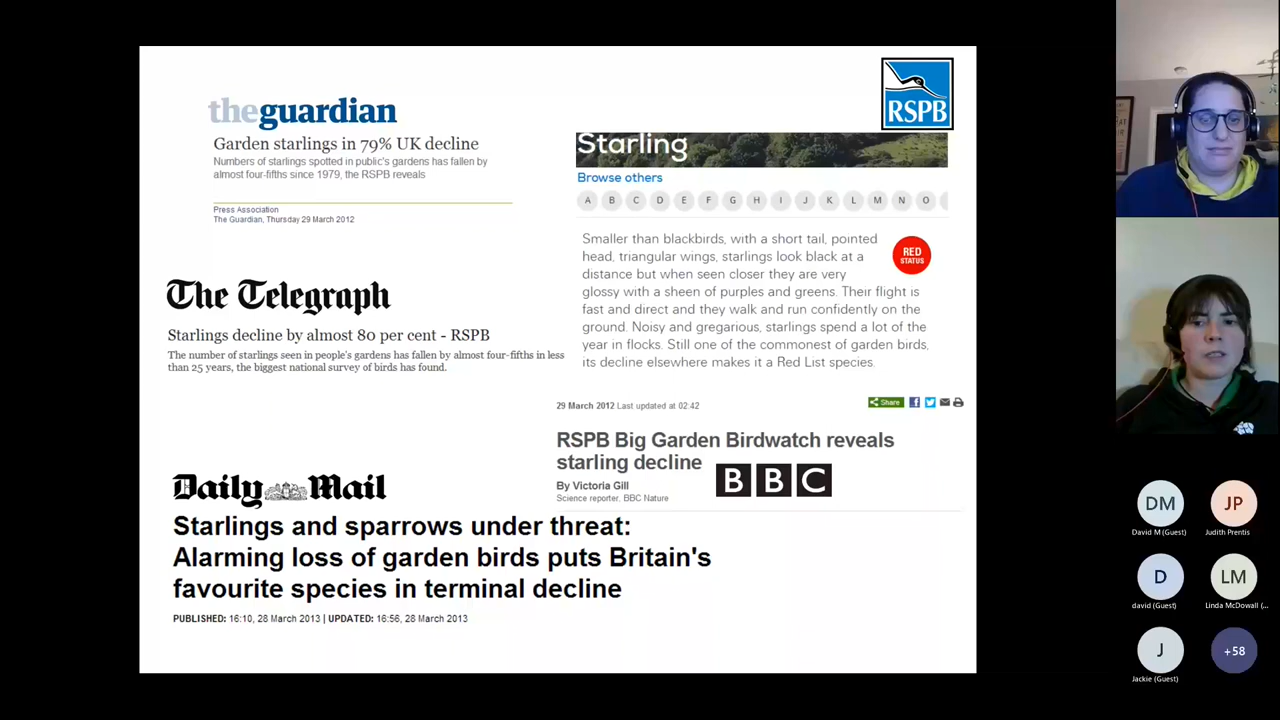 theguardian
Garden starlings in 79% UK decline
Numbers of starlings spotted in public's gardens has fallen by
almost four-fifths since 1979, the RSPB reveals
Press Association
The Guardian, Thursday 29 March 2012
The Telegraph
Starlings decline by almost 80 per cent - RSPB
The number of starlings seen in people's gardens has fallen by almost four-fifths in less
than 25 years, the biggest national survey of birds has found.
Daily Mail
Starlings and sparrows under threat:
Alarming loss of garden birds puts Britain's
favourite species in terminal decline
PUBLISHED: 16:10, 28 March 2013 | UPDATED: 16:56, 28 March 2013
RSPB
Starling
Browse others
A B C D E F G H I J K L M N O
Smaller than blackbirds, with a short tail, pointed
head, triangular wings, starlings look black at a
distance but when seen closer they are very
glossy with a sheen of purples and greens. Their flight is
fast and direct and they walk and run confidently on the
ground. Noisy and gregarious, starlings spend a lot of the
year in flocks. Still one of the commonest of garden birds,
its decline elsewhere makes it a Red List species.
RED
STATUS
29 March 2012 Last updated at 02:42
Share
RSPB Big Garden Birdwatch reveals
starling decline
By Victoria Gill
Science reporter, BBC Nature
BBC
DM
David M (Guest)
JP
Judith Prentis
D
david (Guest)
LM
Linda McDowall (...
J
Jackie (Guest)
+58